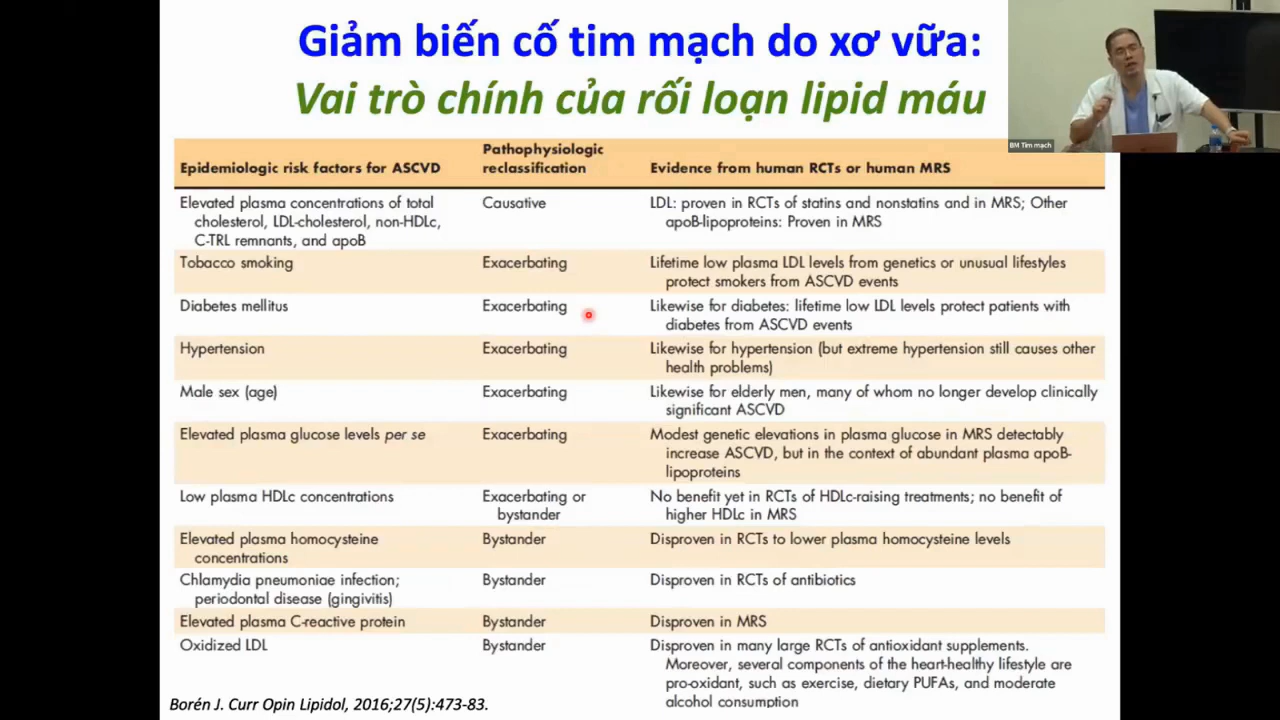 Giảm biến cố tim mạch do xơ vữa:
Vai trò chính của rối loạn lipid máu
BM Tim mạch
Epidemiologic risk factors for ASCVD
Pathophysiologic
reclassification
Evidence from human RCTs or human MRS
Elevated plasma concentrations of total
cholesterol, LDL-cholesterol, non-HDLc,
C-TRL remnants, and apoB
Causative
LDL: proven in RCTs of statins and nonstatins and in MRS; Other
apoB-lipoproteins: Proven in MRS
Tobacco smoking
Exacerbating
Lifetime low plasma LDL levels from genetics or unusual lifestyles
protect smokers from ASCVD events
Diabetes mellitus
Exacerbating
Likewise for diabetes: lifetime low LDL levels protect patients with
diabetes from ASCVD events
Hypertension
Exacerbating
Likewise for hypertension (but extreme hypertension still causes other
health problems)
Male sex (age)
Exacerbating
Likewise for elderly men, many of whom no longer develop clinically
significant ASCVD
Elevated plasma glucose levels per se
Exacerbating
Modest genetic elevations in plasma glucose in MRS detectably
increase ASCVD, but in the context of abundant plasma apoB-
lipoproteins
Low plasma HDLc concentrations
Exacerbating or
bystander
No benefit yet in RCTs of HDLc-raising treatments; no benefit of
higher HDLc in MRS
Elevated plasma homocysteine
concentrations
Bystander
Disproven in RCTs to lower plasma homocysteine levels
Chlamydia pneumoniae infection;
periodontal disease (gingivitis)
Bystander
Disproven in RCTs of antibiotics
Elevated plasma C-reactive protein
Bystander
Disproven in MRS
Oxidized LDL
Bystander
Disproven in many large RCTs of antioxidant supplements.
Moreover, several components of the heart-healthy lifestyle are
pro-oxidant, such as exercise, dietary PUFAs, and moderate
alcohol consumption
Borén J. Curr Opin Lipidol, 2016;27(5):473-83.